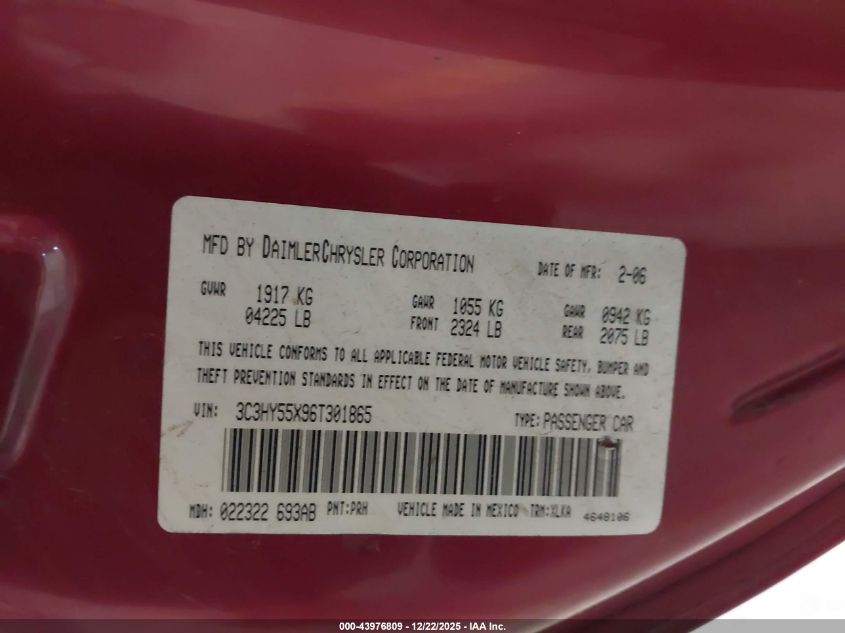 MFD BY DAIMLERCHRYSLER CORPORATION DATE OF MFR: 2-06
GVWR 1917 KG GAWR 1055 KG GAWR 0942 KG
04225 LB FRONT 2324 LB REAR 2075 LB
THIS VEHICLE CONFORMS TO ALL APPLICABLE FEDERAL MOTOR VEHICLE SAFETY, BUMPER AND
THEFT PREVENTION STANDARDS IN EFFECT ON THE DATE OF MANUFACTURE SHOWN ABOVE.
VIN: 3C3HY55X96T301865 TYPE: PASSENGER CAR
MDH: 022322 693AB PNT:PRH VEHICLE MADE IN MEXICO TRM:XLKA 4648106
000-43976809 - 12/22/2025 - IAA Inc.